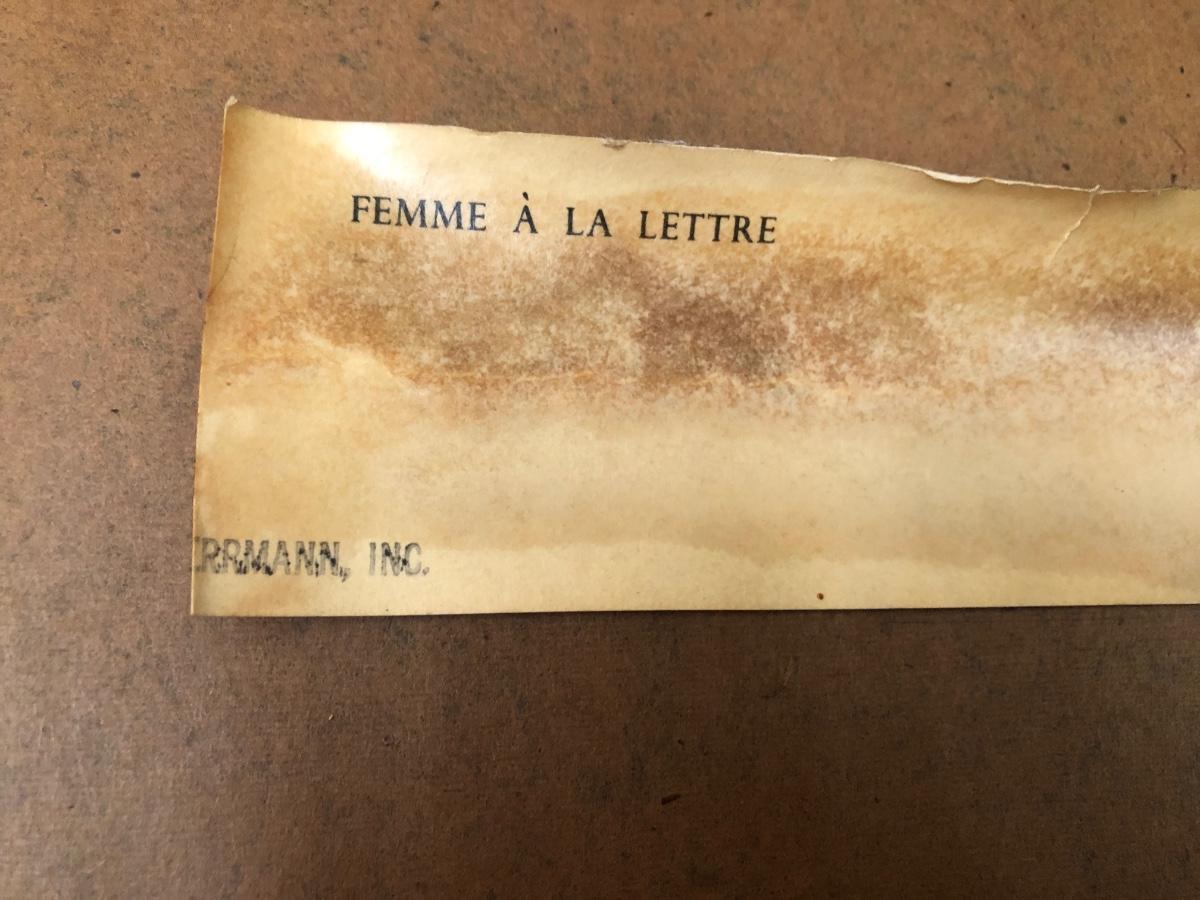 FEMME À LA LETTRE
RRMANN, INC.